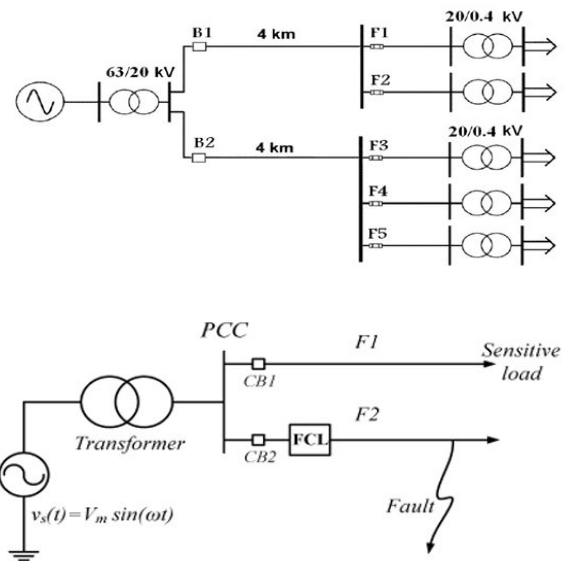 20/0.4 kV
B1
4 km
F1
63/20 kV
F2
B2
4 km
F3
20/0.4 kV
F4
F5
PCC
F1
Sensitive
load
CB1
Transformer
F2
CB2
FCL
Fault
vₛ(t)=Vₘ sin(ωt)